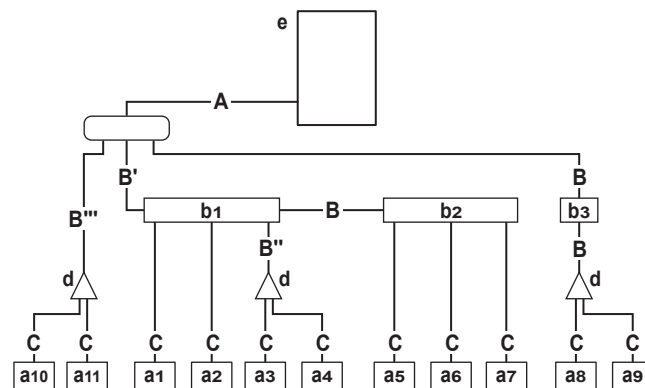 e
A
B' B
B''' b1 B b2 b3
B'' B
d d d
C C C C C C C C C C C
a10 a11 a1 a2 a3 a4 a5 a6 a7 a8 a9